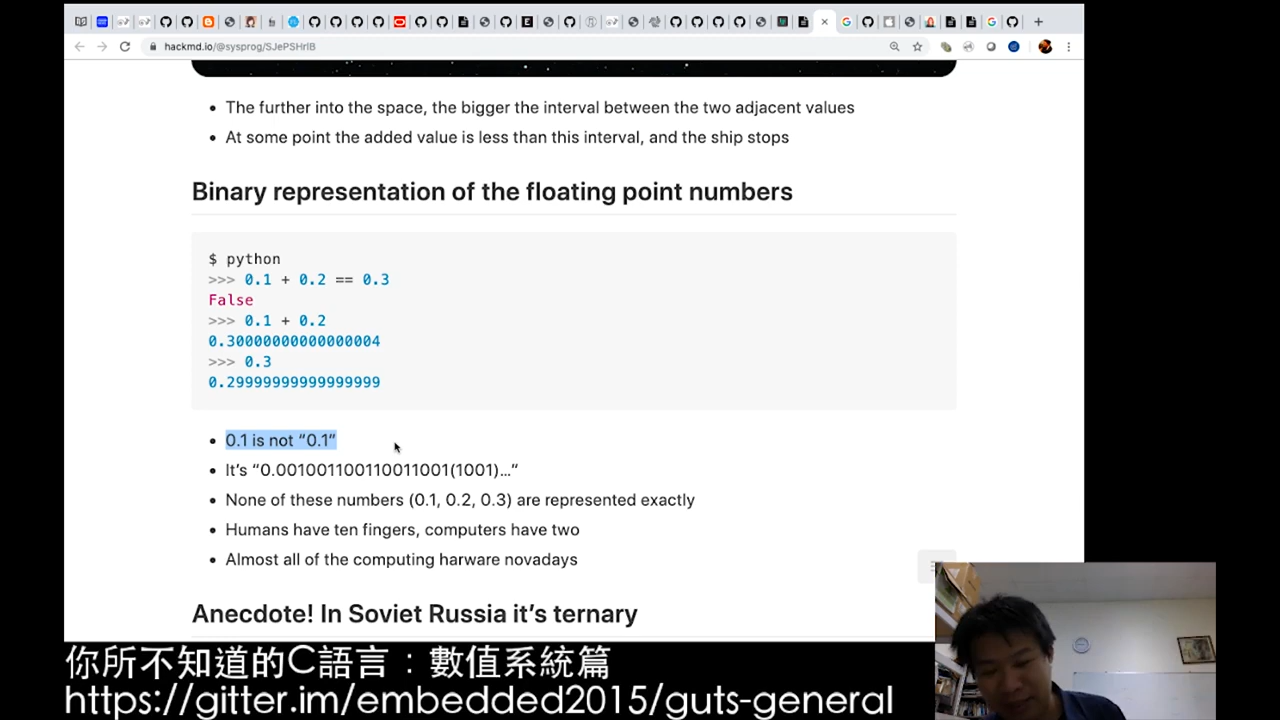 hackmd.io/@sysprog/SJePSHrlB
The further into the space, the bigger the interval between the two adjacent values
At some point the added value is less than this interval, and the ship stops
Binary representation of the floating point numbers
$ python
>>> 0.1 + 0.2 == 0.3
False
>>> 0.1 + 0.2
0.30000000000000004
>>> 0.3
0.29999999999999999
0.1 is not “0.1”
It’s “0.001001100110011001(1001)…“
None of these numbers (0.1, 0.2, 0.3) are represented exactly
Humans have ten fingers, computers have two
Almost all of the computing harware novadays
Anecdote! In Soviet Russia it’s ternary
你所不知道的C語言：數值系統篇
https://gitter.im/embedded2015/guts-general